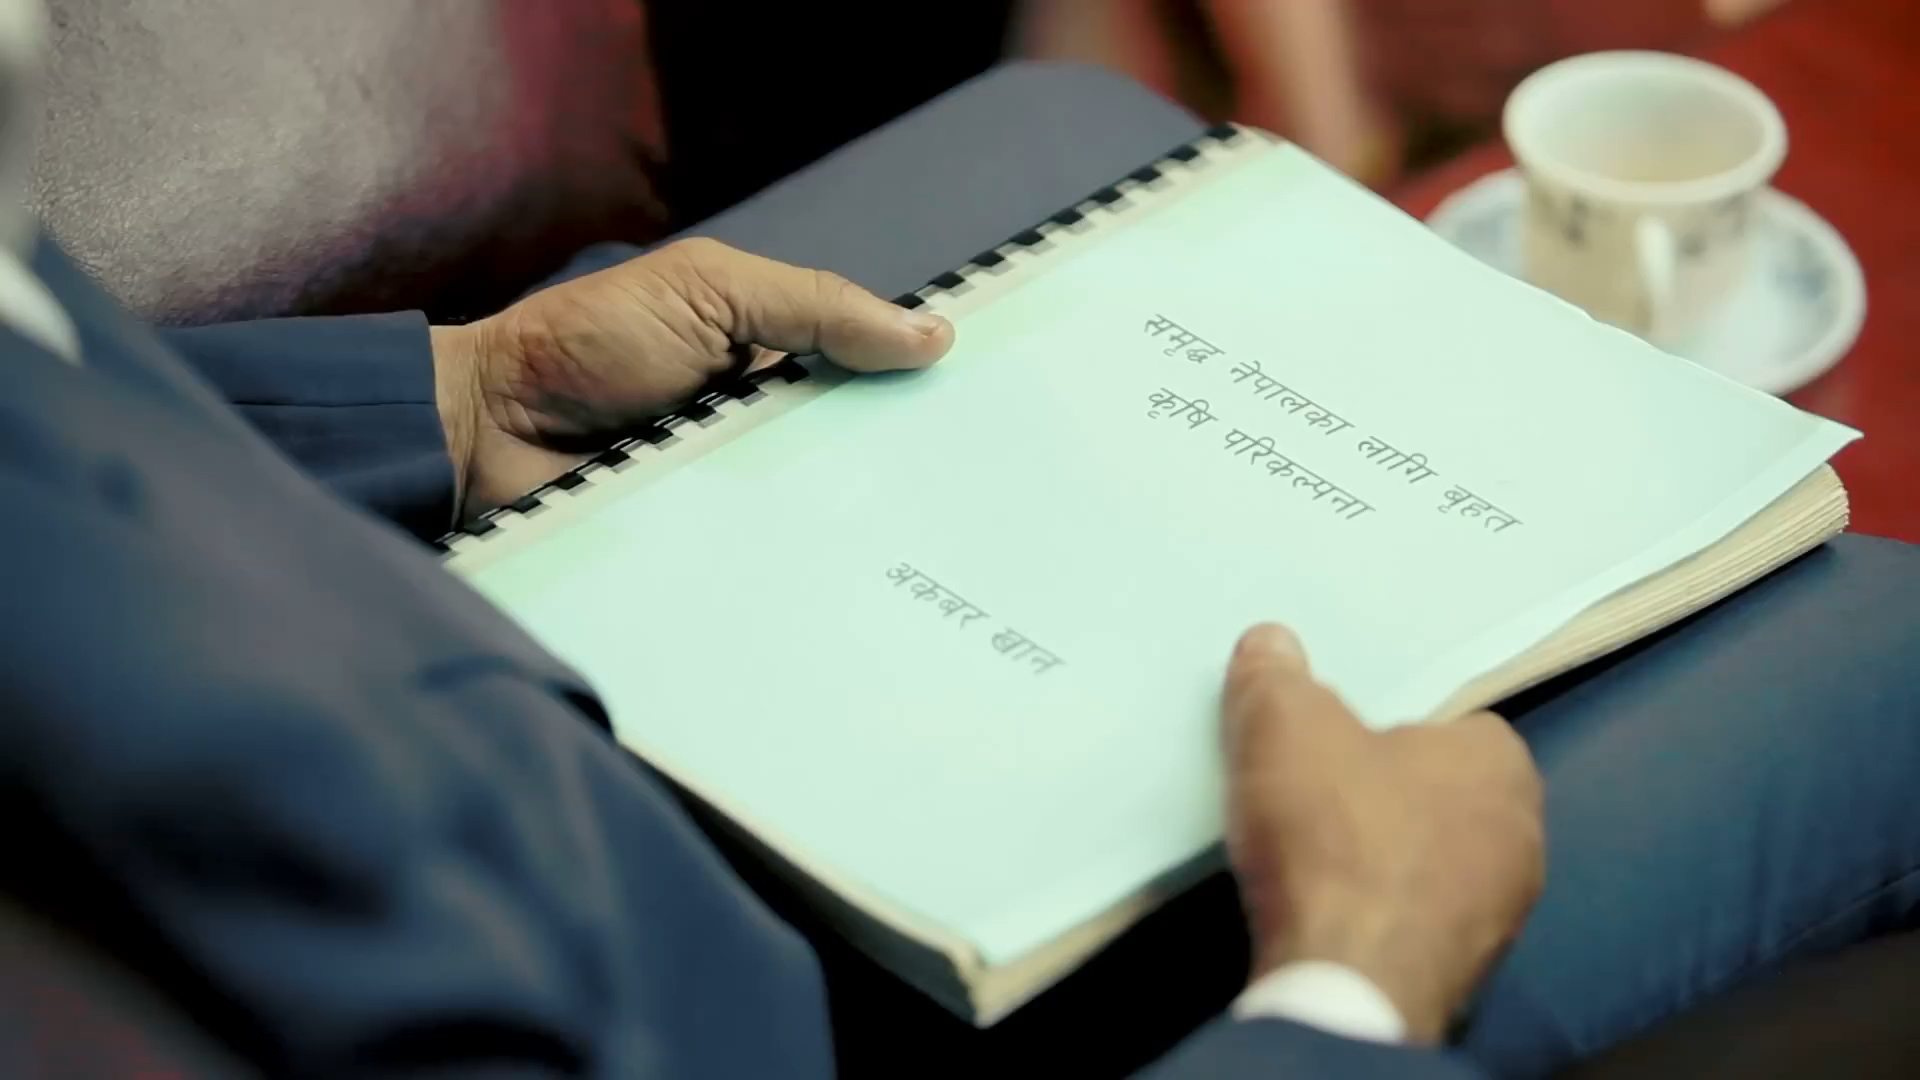 समृद्ध नेपालका लागि बृहत
कृषि परिकल्पना
अकबर खान